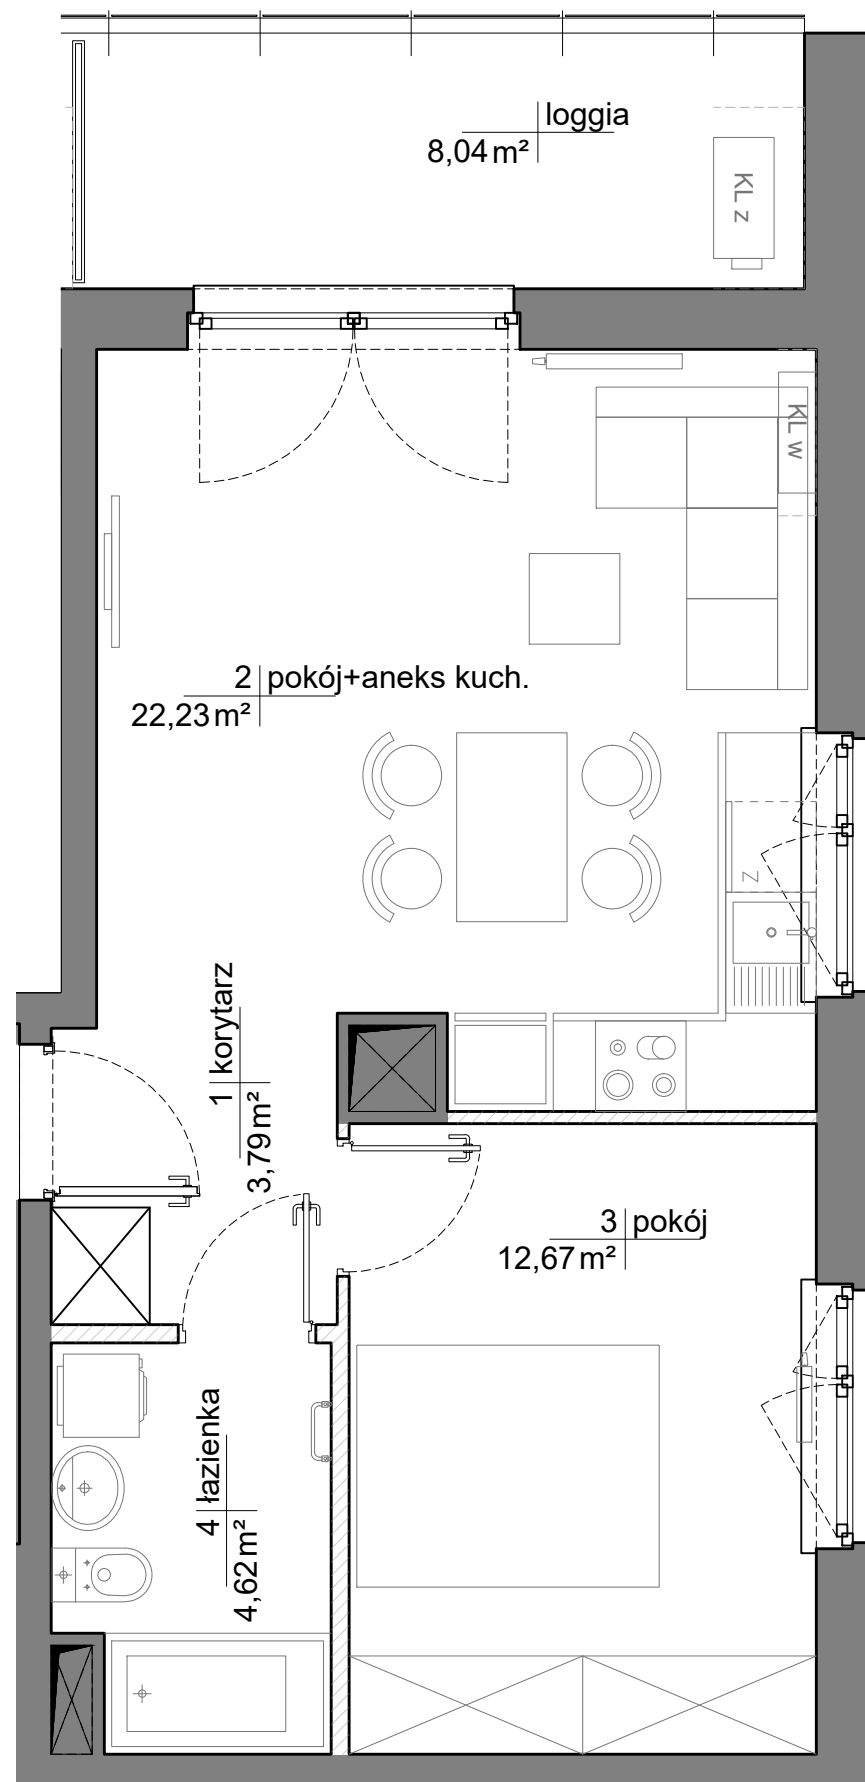 loggia
8,04 m²
KL z
KL w
2 pokój+aneks kuch.
22,23 m²
Z
1 korytarz
3,79 m²
3 pokój
12,67 m²
4 łazienka
4,62 m²